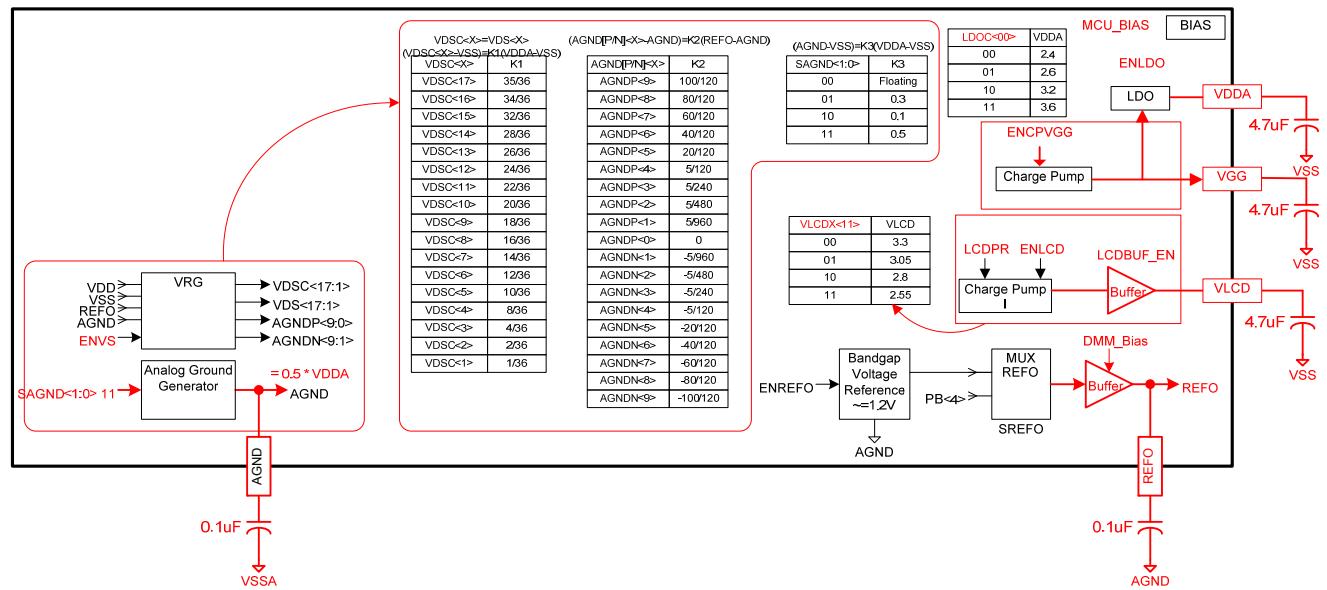 MCU_BIAS
BIAS
VDSC<X>=VDS<X>
(VDSC<X>-VSS)=K1(VDDA-VSS)
VDSC<X> K1
VDSC<17> 35/36
VDSC<16> 34/36
VDSC<15> 32/36
VDSC<14> 28/36
VDSC<13> 26/36
VDSC<12> 24/36
VDSC<11> 22/36
VDSC<10> 20/36
VDSC<9> 18/36
VDSC<8> 16/36
VDSC<7> 14/36
VDSC<6> 12/36
VDSC<5> 10/36
VDSC<4> 8/36
VDSC<3> 4/36
VDSC<2> 2/36
VDSC<1> 1/36
(AGND[P/N]<X>-AGND)=K2(REFO-AGND)
AGND[P/N]<X> K2
AGNDP<9> 100/120
AGNDP<8> 80/120
AGNDP<7> 60/120
AGNDP<6> 40/120
AGNDP<5> 20/120
AGNDP<4> 5/120
AGNDP<3> 5/240
AGNDP<2> 5/480
AGNDP<1> 5/960
AGNDP<0> 0
AGNDN<1> -5/960
AGNDN<2> -5/480
AGNDN<3> -5/240
AGNDN<4> -5/120
AGNDN<5> -20/120
AGNDN<6> -40/120
AGNDN<7> -60/120
AGNDN<8> -80/120
AGNDN<9> -100/120
(AGND-VSS)=K3(VDDA-VSS)
SAGND<1:0> K3
00 Floating
01 0.3
10 0.1
11 0.5
LDOC<00> VDDA
00 2.4
01 2.6
10 3.2
11 3.6
ENLDO
LDO
VDDA
4.7uF
VSS
ENCPVGG
Charge Pump
VGG
4.7uF
VSS
VLCDX<11> VLCD
00 3.3
01 3.05
10 2.8
11 2.55
LCDPR
ENLCD
LCDBUF_EN
Charge Pump
I
Buffer
VLCD
4.7uF
VSS
VRG
VDD
VSS
REFO
AGND
ENVS
VDSC<17:1>
VDS<17:1>
AGNDP<9:0>
AGNDN<9:1>
SAGND<1:0> 11
Analog Ground
Generator
=0.5*VDDA
AGND
AGND
0.1uF
VSSA
ENREFO
Bandgap
Voltage
Reference
~=1.2V
AGND
PB<4>
MUX
REFO
SREFO
DMM_Bias
Buffer
REFO
REFO
0.1uF
AGND